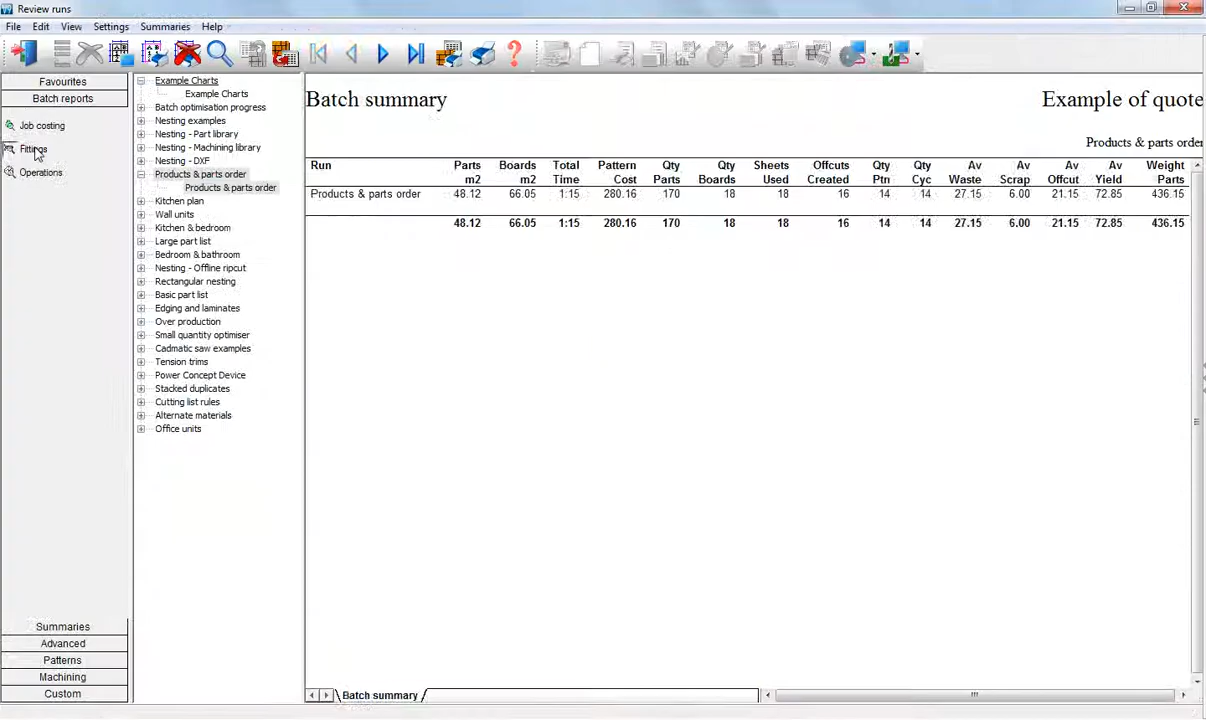 Review runs
File Edit View Settings Summaries Help
Favourites
Batch reports
Job costing
Fittings
Operations
Summaries
Advanced
Patterns
Machining
Custom
Example Charts
Example Charts
Batch optimisation progress
Nesting examples
Nesting - Part library
Nesting - Machining library
Nesting - DXF
Products & parts order
Products & parts order
Kitchen plan
Wall units
Kitchen & bedroom
Large part list
Bedroom & bathroom
Nesting - Offline ripcut
Rectangular nesting
Basic part list
Edging and laminates
Over production
Small quantity optimiser
Cadmatic saw examples
Tension trims
Power Concept Device
Stacked duplicates
Cutting list rules
Alternate materials
Office units
Batch summary Example of quote
Products & parts order
Run Parts Boards Total Pattern Qty Qty Sheets Offcuts Qty Qty Av Av Av Av Weight
m2 m2 Time Cost Parts Boards Used Created Ptn Cyc Waste Scrap Offcut Yield Parts
Products & parts order 48.12 66.05 1:15 280.16 170 18 18 16 14 14 27.15 6.00 21.15 72.85 436.15
48.12 66.05 1:15 280.16 170 18 18 16 14 14 27.15 6.00 21.15 72.85 436.15
Batch summary